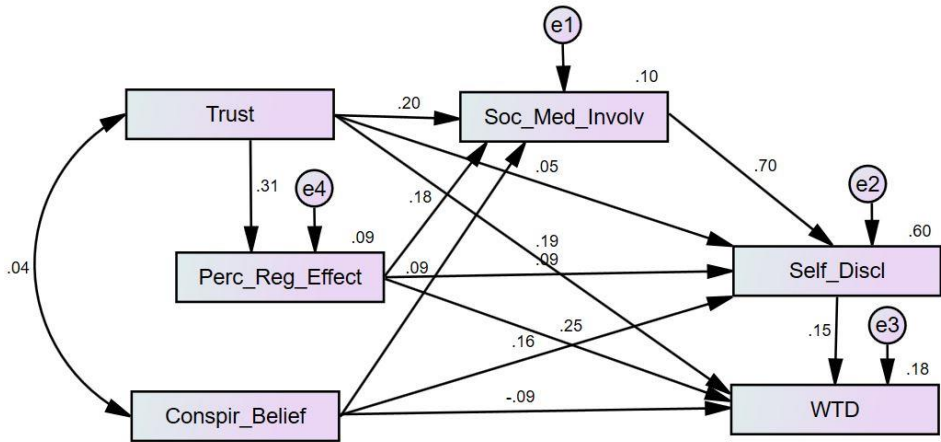 e1
.10
Trust
.20
Soc_Med_Involv
.05
.70
.31
e4
.18
e2
.09
.19
.60
.04
Perc_Reg_Effect
.09
.09
Self_Discl
.25
.16
.15
e3
.18
Conspir_Belief
-.09
WTD